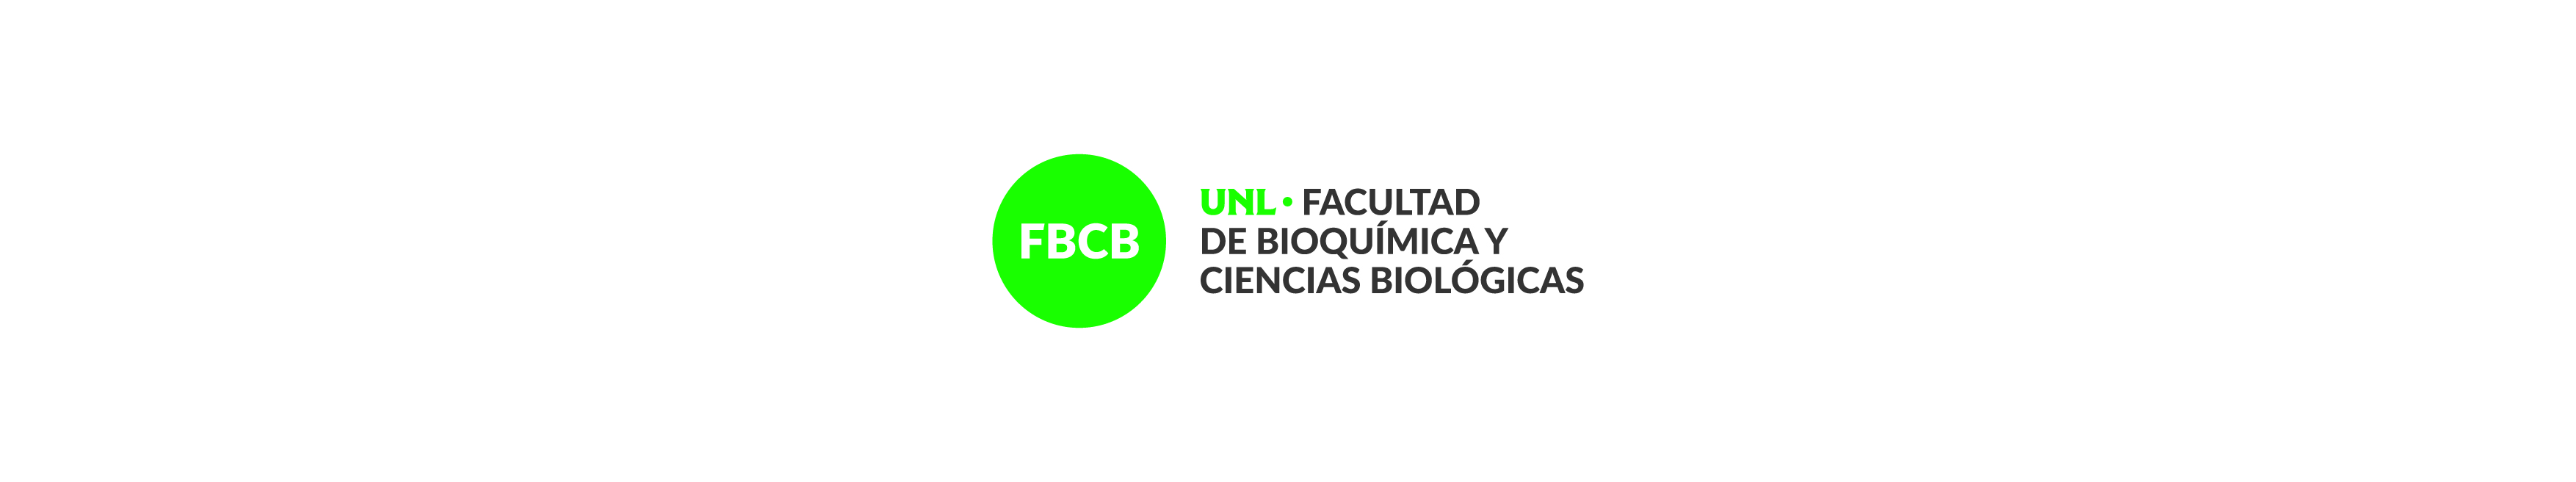 FBCB
UNL • FACULTAD
DE BIOQUÍMICA Y
CIENCIAS BIOLÓGICAS